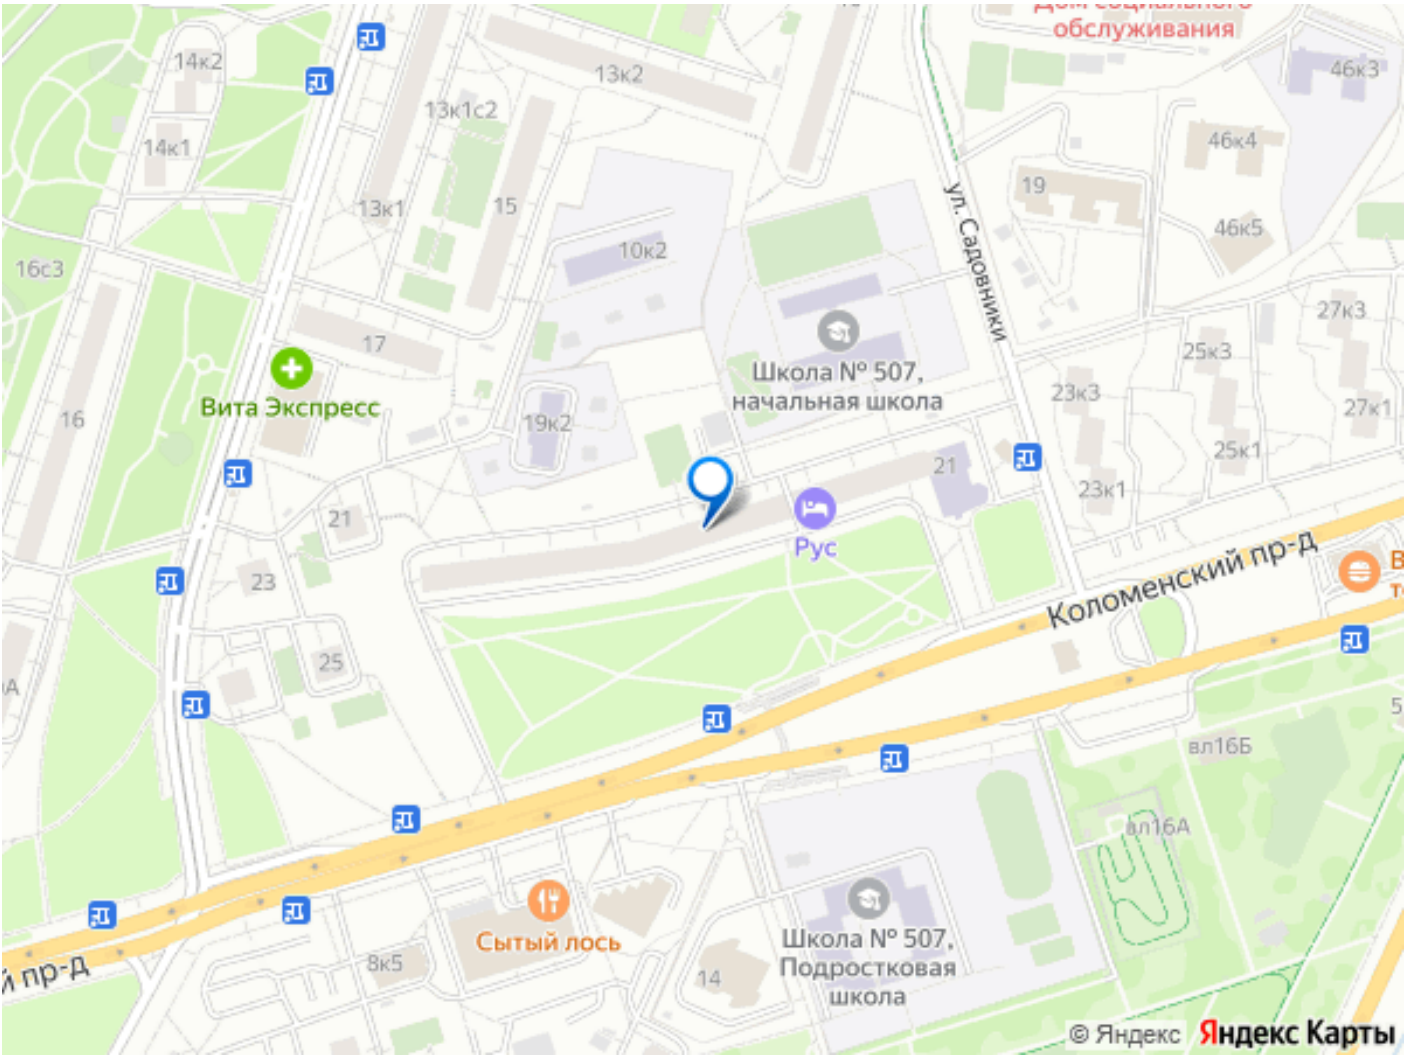 Дом социального
обслуживания
14к2
13к2
46к3
13к1с2
14к1
46к4
19
13к1
15
ул. Садовники
46к5
10к2
16с3
27к3
17
25к3
Школа № 507,
начальная школа
Вита Экспресс
23к3
27к1
16
19к2
25к1
21
23к1
21
Рус
Коломенский пр-д
23
25
вл16Б
вл16А
Сытый лось
8к5
14
Школа № 507,
Подростковая
школа
й пр-д
© Яндекс Яндекс Карты